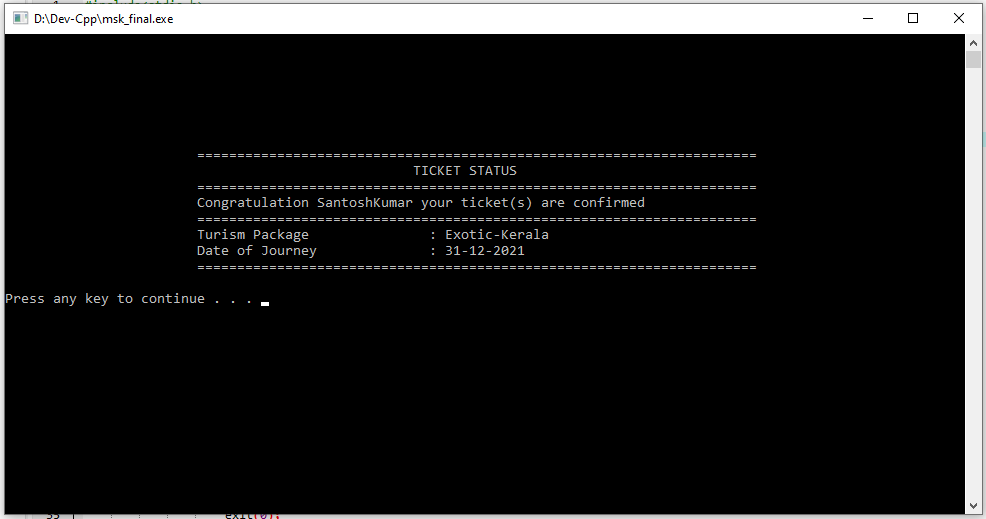 D:\Dev-Cpp\msk_final.exe
======================================================================
TICKET STATUS
======================================================================
Congratulation SantoshKumar your ticket(s) are confirmed
======================================================================
Turism Package : Exotic-Kerala
Date of Journey : 31-12-2021
======================================================================
Press any key to continue . . .
exit(0);